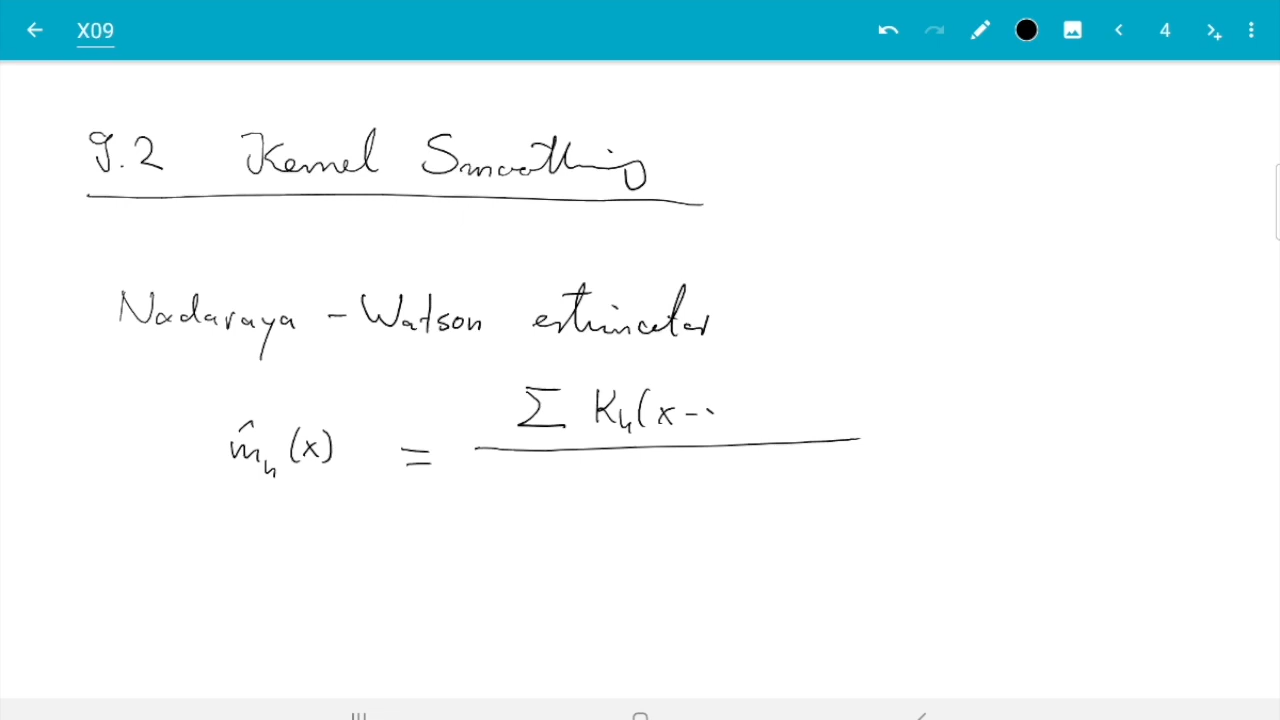 X09
4
9.2 Kernel Smoothing
Nadaraya - Watson estimator
m̂ₕ(x) = Σ Kₕ(x-